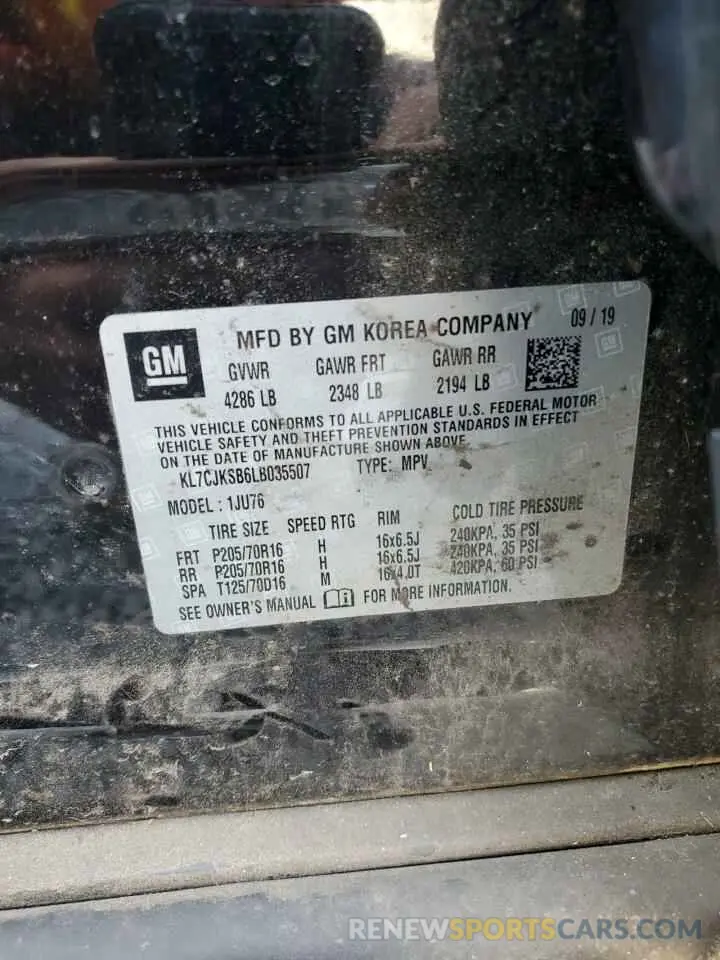 GM
MFD BY GM KOREA COMPANY 09 / 19
GVWR GAWR FRT GAWR RR
4286 LB 2348 LB 2194 LB
THIS VEHICLE CONFORMS TO ALL APPLICABLE U.S. FEDERAL MOTOR
VEHICLE SAFETY AND THEFT PREVENTION STANDARDS IN EFFECT
ON THE DATE OF MANUFACTURE SHOWN ABOVE
KL7CJKSB6LB035507 TYPE: MPV
MODEL : 1JU76
TIRE SIZE SPEED RTG RIM COLD TIRE PRESSURE
FRT P205/70R16 H 16x6.5J 240KPA, 35 PSI
RR P205/70R16 H 16x6.5J 240KPA, 35 PSI
SPA T125/70D16 M 16x4.0T 420KPA, 60 PSI
SEE OWNER'S MANUAL FOR MORE INFORMATION.
RENEWSPORTSCARS.COM